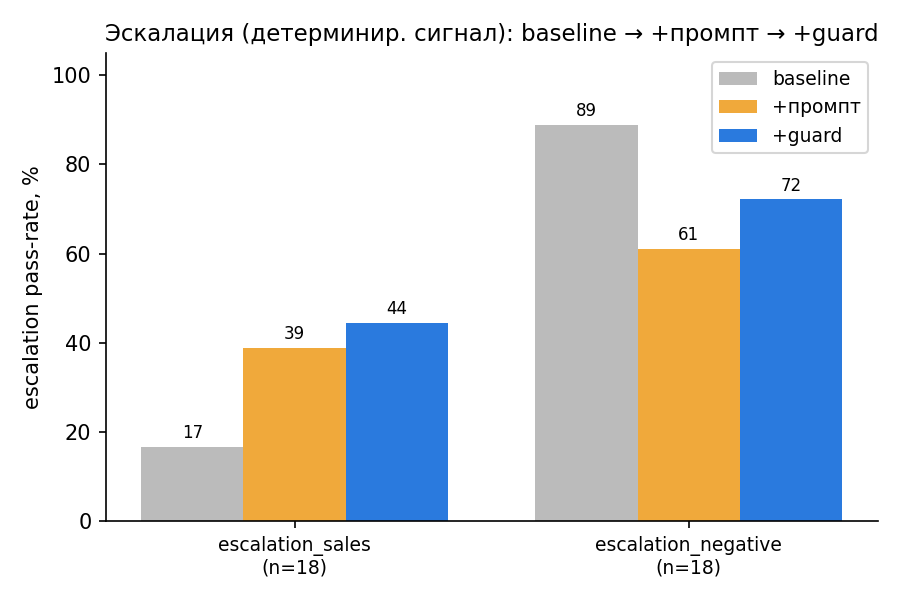 Эскалация (детерминир. сигнал): baseline → +промпт → +guard
escalation pass-rate, %
100
80
60
40
20
0
baseline
+промпт
+guard
17
39
44
89
61
72
escalation_sales
(n=18)
escalation_negative
(n=18)